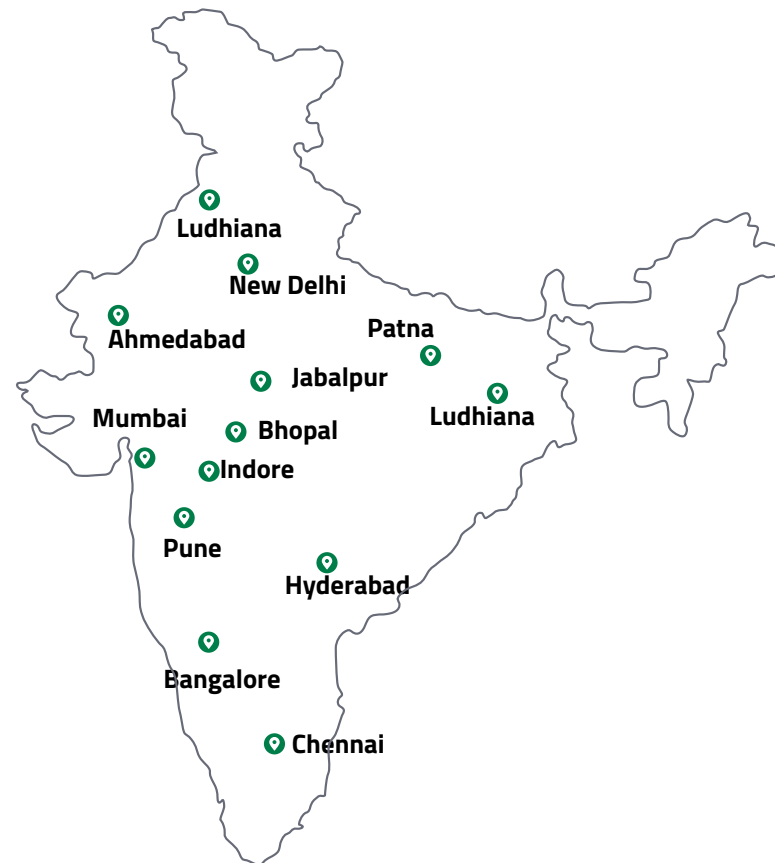 Ludhiana
New Delhi
Ahmedabad
Patna
Jabalpur
Ludhiana
Mumbai
Bhopal
Indore
Pune
Hyderabad
Bangalore
Chennai